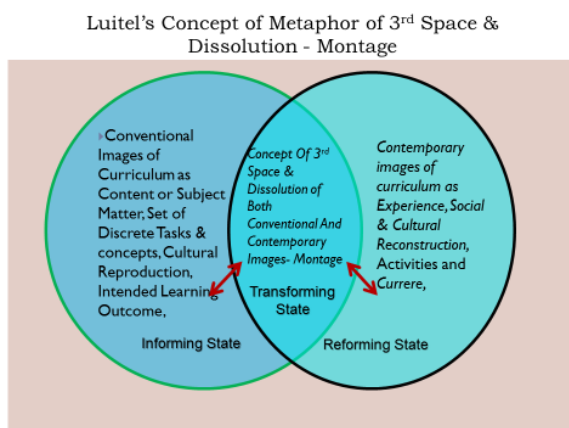 Luitel's Concept of Metaphor of 3rd Space &
Dissolution - Montage
Conventional
Images of
Curriculum as
Content or Subject
Matter, Set of
Discrete Tasks &
concepts, Cultural
Reproduction,
Intended Learning
Outcome,
Informing State
Concept Of 3rd
Space &
Dissolution of
Both
Conventional And
Contemporary
Images- Montage
Transforming
State
Contemporary
images of
curriculum as
Experience, Social
& Cultural
Reconstruction,
Activities and
Currere,
Reforming State